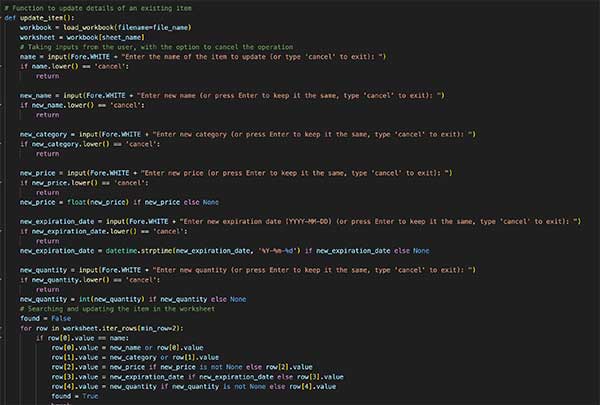 # Function to update details of an existing item
def update_item():
    workbook = load_workbook(filename=file_name)
    worksheet = workbook[sheet_name]
    # Taking inputs from the user, with the option to cancel the operation
    name = input(Fore.WHITE + "Enter the name of the item to update (or type 'cancel' to exit): ")
    if name.lower() == 'cancel':
        return

    new_name = input(Fore.WHITE + "Enter new name (or press Enter to keep it the same, type 'cancel' to exit): ")
    if new_name.lower() == 'cancel':
        return

    new_category = input(Fore.WHITE + "Enter new category (or press Enter to keep it the same, type 'cancel' to exit): ")
    if new_category.lower() == 'cancel':
        return

    new_price = input(Fore.WHITE + "Enter new price (or press Enter to keep it the same, type 'cancel' to exit): ")
    if new_price.lower() == 'cancel':
        return
    new_price = float(new_price) if new_price else None

    new_expiration_date = input(Fore.WHITE + "Enter new expiration date (YYYY-MM-DD) (or press Enter to keep it the same, type 'cancel' to exit): ")
    if new_expiration_date.lower() == 'cancel':
        return
    new_expiration_date = datetime.strptime(new_expiration_date, '%Y-%m-%d') if new_expiration_date else None

    new_quantity = input(Fore.WHITE + "Enter new quantity (or press Enter to keep it the same, type 'cancel' to exit): ")
    if new_quantity.lower() == 'cancel':
        return
    new_quantity = int(new_quantity) if new_quantity else None
    # Searching and updating the item in the worksheet
    found = False
    for row in worksheet.iter_rows(min_row=2):
        if row[0].value == name:
            row[0].value = new_name or row[0].value
            row[1].value = new_category or row[1].value
            row[2].value = new_price if new_price is not None else row[2].value
            row[3].value = new_expiration_date if new_expiration_date else row[3].value
            row[4].value = new_quantity if new_quantity is not None else row[4].value
            found = True